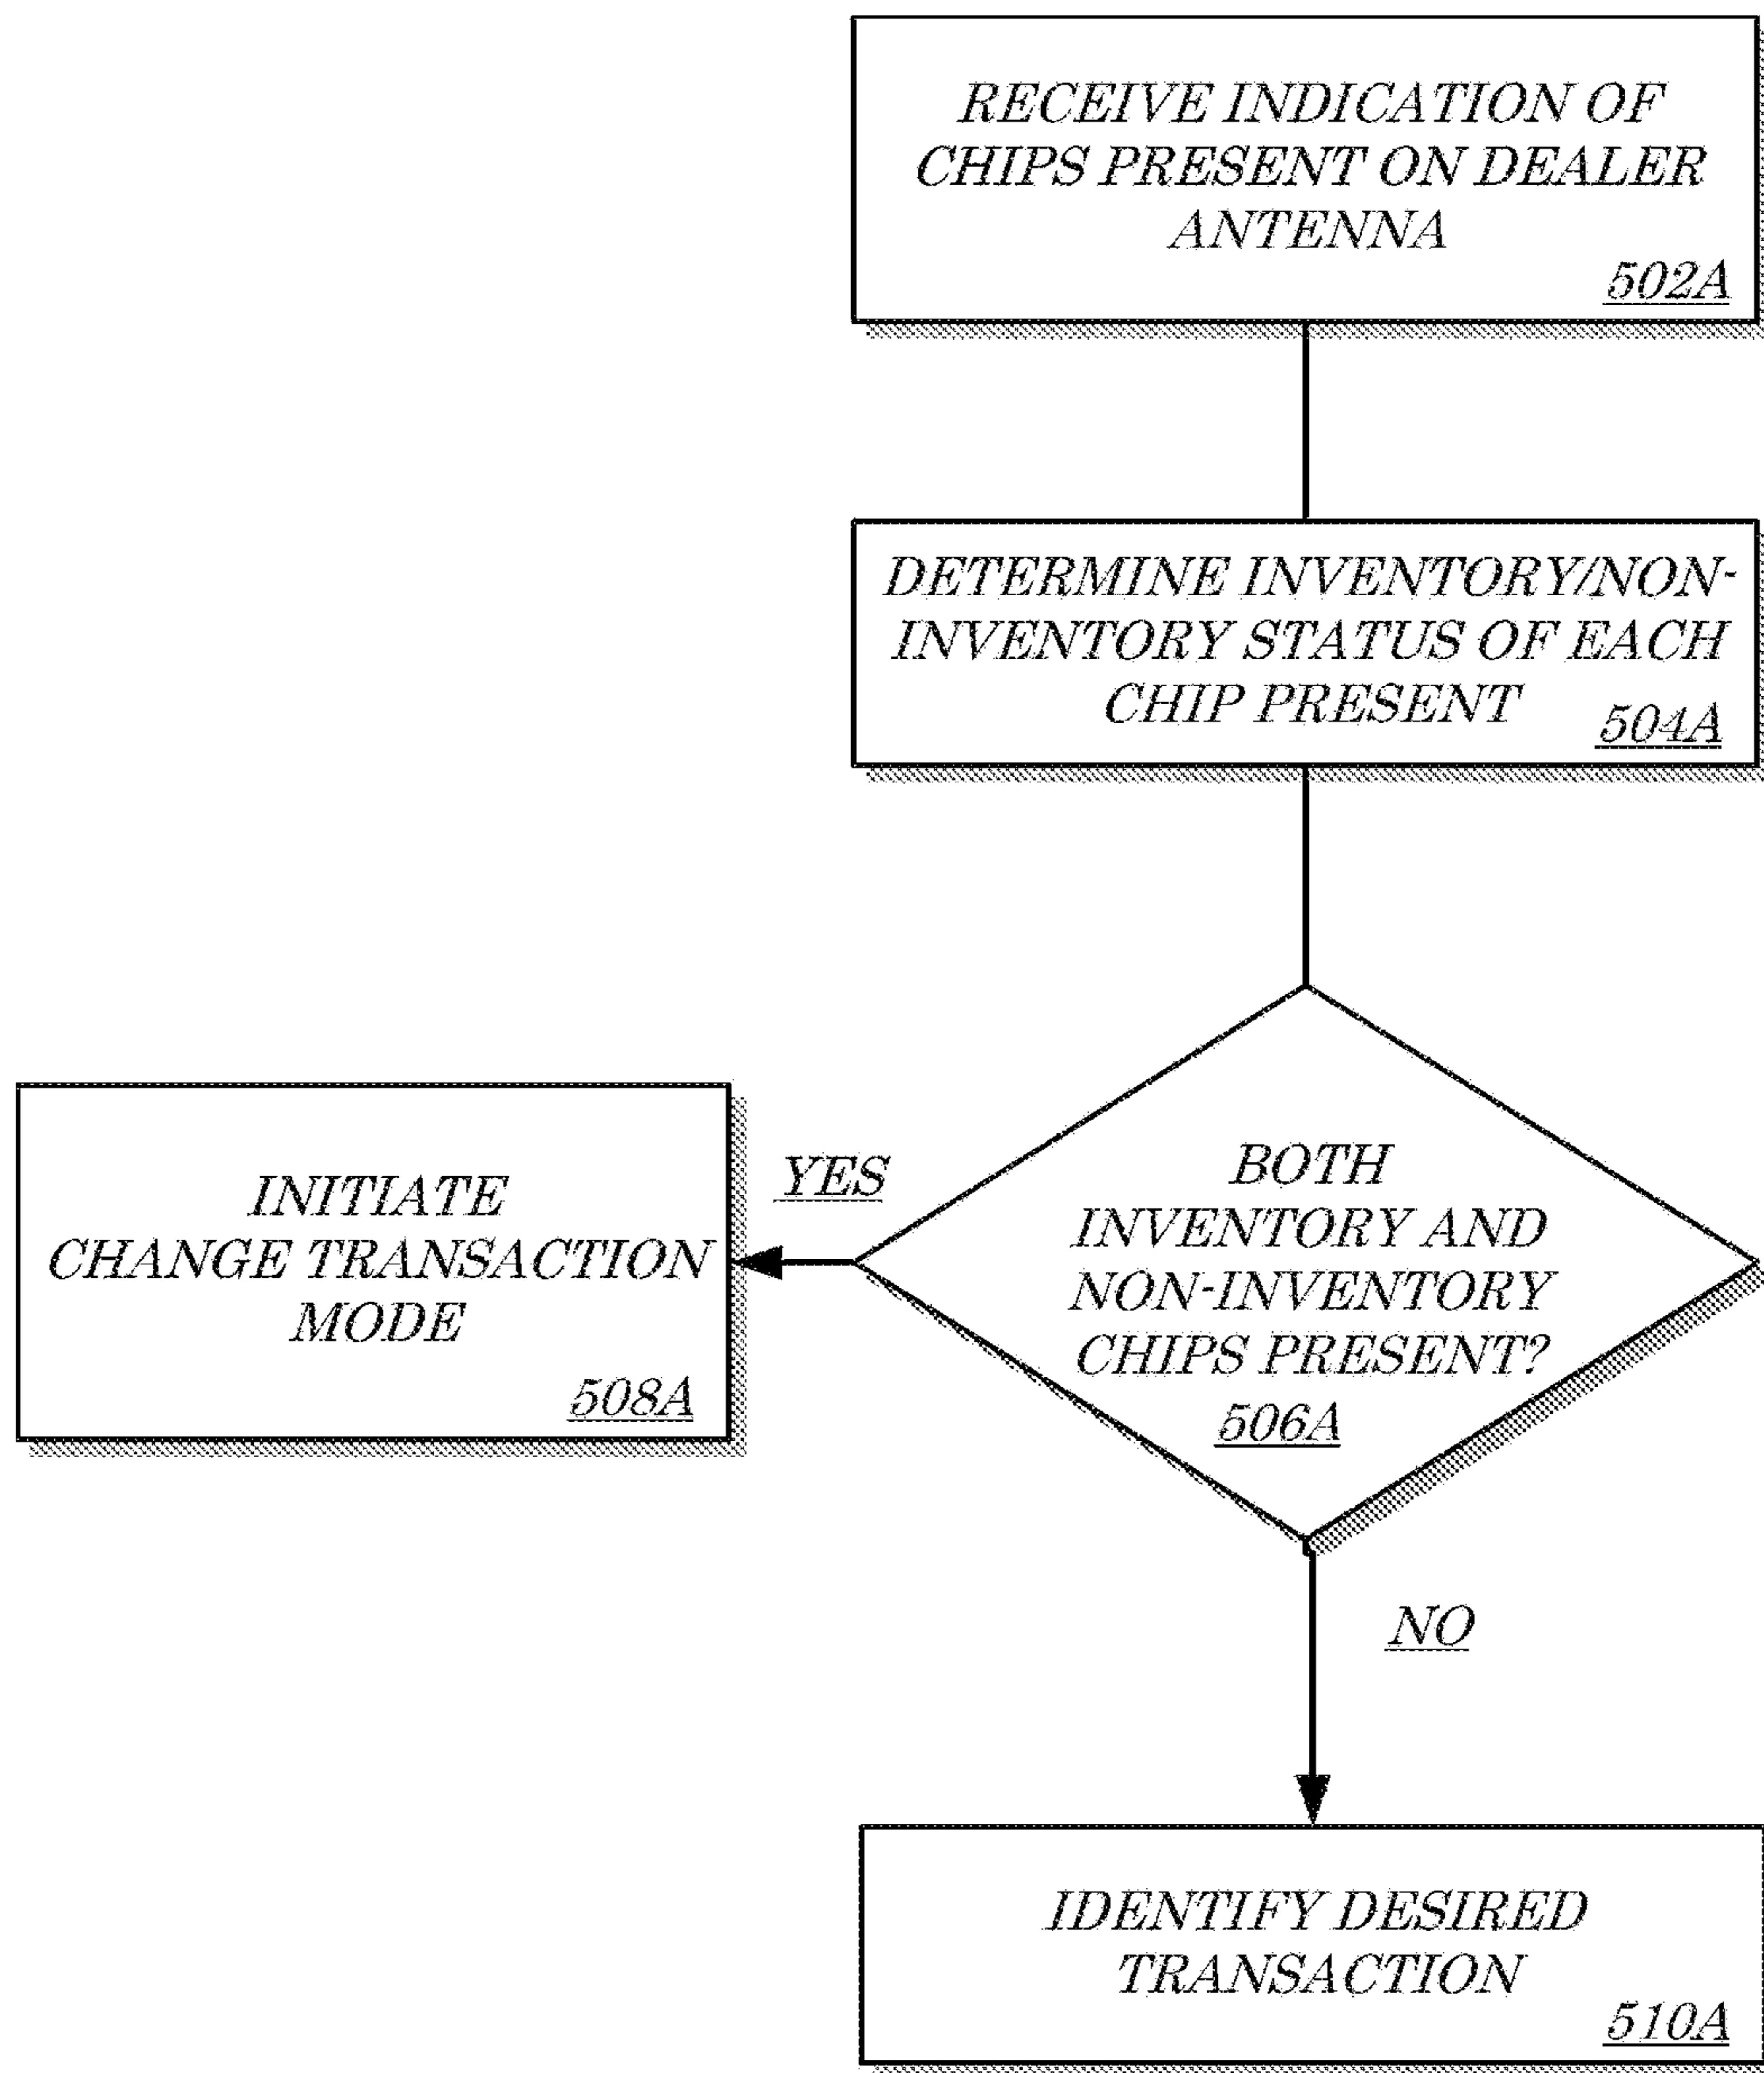 RECEIVE INDICATION OF
CHIPS PRESENT ON DEALER
ANTENNA
502A
DETERMINE INVENTORY/NON-
INVENTORY STATUS OF EACH
CHIP PRESENT
504A
BOTH
INVENTORY AND
NON-INVENTORY
CHIPS PRESENT?
506A
YES
INITIATE
CHANGE TRANSACTION
MODE
508A
NO
IDENTIFY DESIRED
TRANSACTION
510A